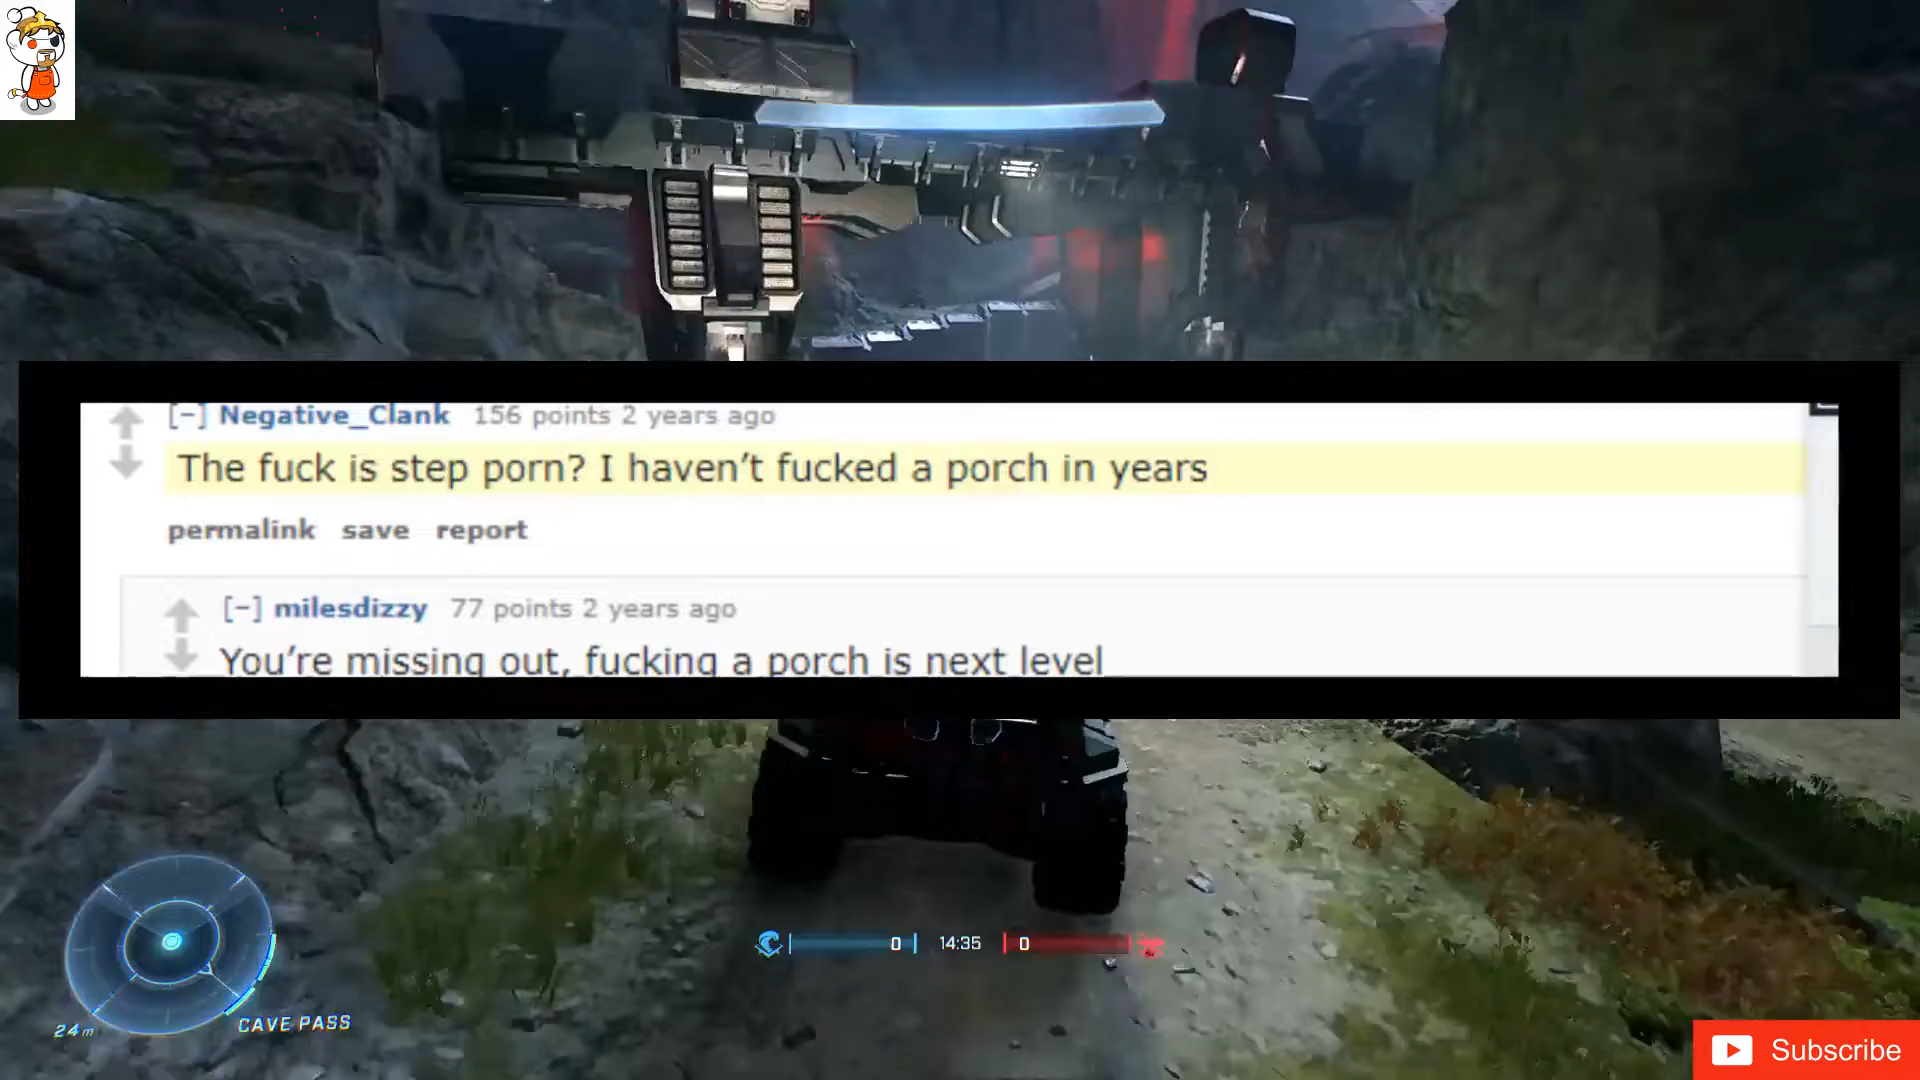 [–] Negative_Clank 156 points 2 years ago
The fuck is step porn? I haven't fucked a porch in years
permalink save report
[–] milesdizzy 77 points 2 years ago
You're missing out, fucking a porch is next level
0 14:35 0
24m
CAVE PASS
Subscribe